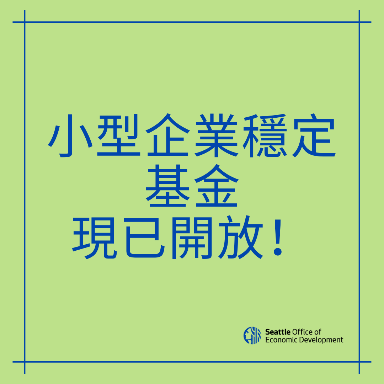 小型企業穩定
基金
現已開放！
Seattle Office of
Economic Development